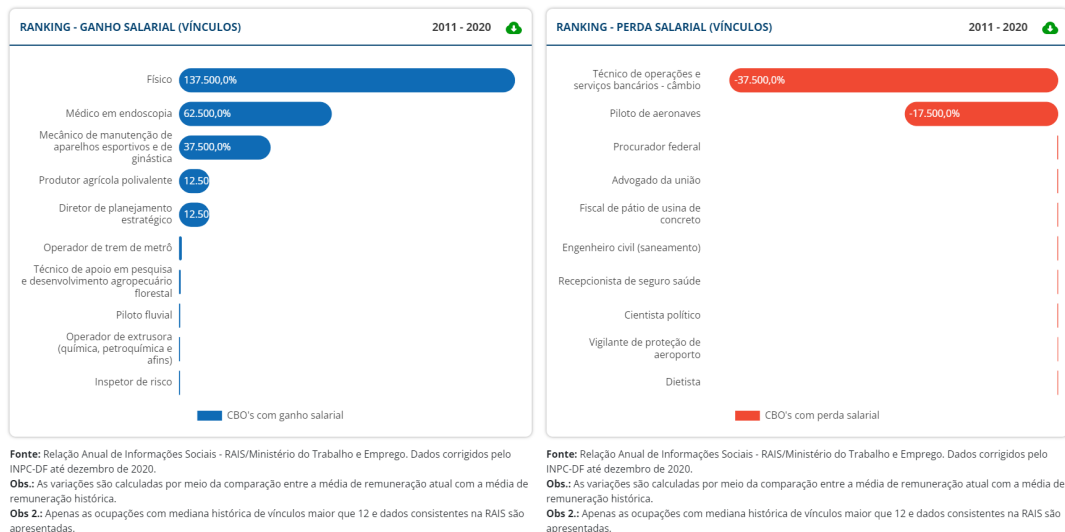 RANKING - GANHO SALARIAL (VÍNCULOS) 2011 - 2020
Físico 137.500,0%
Médico em endoscopia 62.500,0%
Mecânico de manutenção de
aparelhos esportivos e de
ginástica 37.500,0%
Produtor agrícola polivalente 12.50
Diretor de planejamento
estratégico 12.50
Operador de trem de metrô
Técnico de apoio em pesquisa
e desenvolvimento agropecuário
florestal
Piloto fluvial
Operador de extrusora
(química, petroquímica e
afins)
Inspetor de risco
CBO's com ganho salarial
Fonte: Relação Anual de Informações Sociais - RAIS/Ministério do Trabalho e Emprego. Dados corrigidos pelo
INPC-DF até dezembro de 2020.
Obs.: As variações são calculadas por meio da comparação entre a média de remuneração atual com a média de
remuneração histórica.
Obs 2.: Apenas as ocupações com mediana histórica de vínculos maior que 12 e dados consistentes na RAIS são
apresentadas.
RANKING - PERDA SALARIAL (VÍNCULOS) 2011 - 2020
Técnico de operações e
serviços bancários - câmbio -37.500,0%
Piloto de aeronaves -17.500,0%
Procurador federal
Advogado da união
Fiscal de pátio de usina de
concreto
Engenheiro civil (saneamento)
Recepcionista de seguro saúde
Cientista político
Vigilante de proteção de
aeroporto
Dietista
CBO's com perda salarial
Fonte: Relação Anual de Informações Sociais - RAIS/Ministério do Trabalho e Emprego. Dados corrigidos pelo
INPC-DF até dezembro de 2020.
Obs.: As variações são calculadas por meio da comparação entre a média de remuneração atual com a média de
remuneração histórica.
Obs 2.: Apenas as ocupações com mediana histórica de vínculos maior que 12 e dados consistentes na RAIS são
apresentadas.